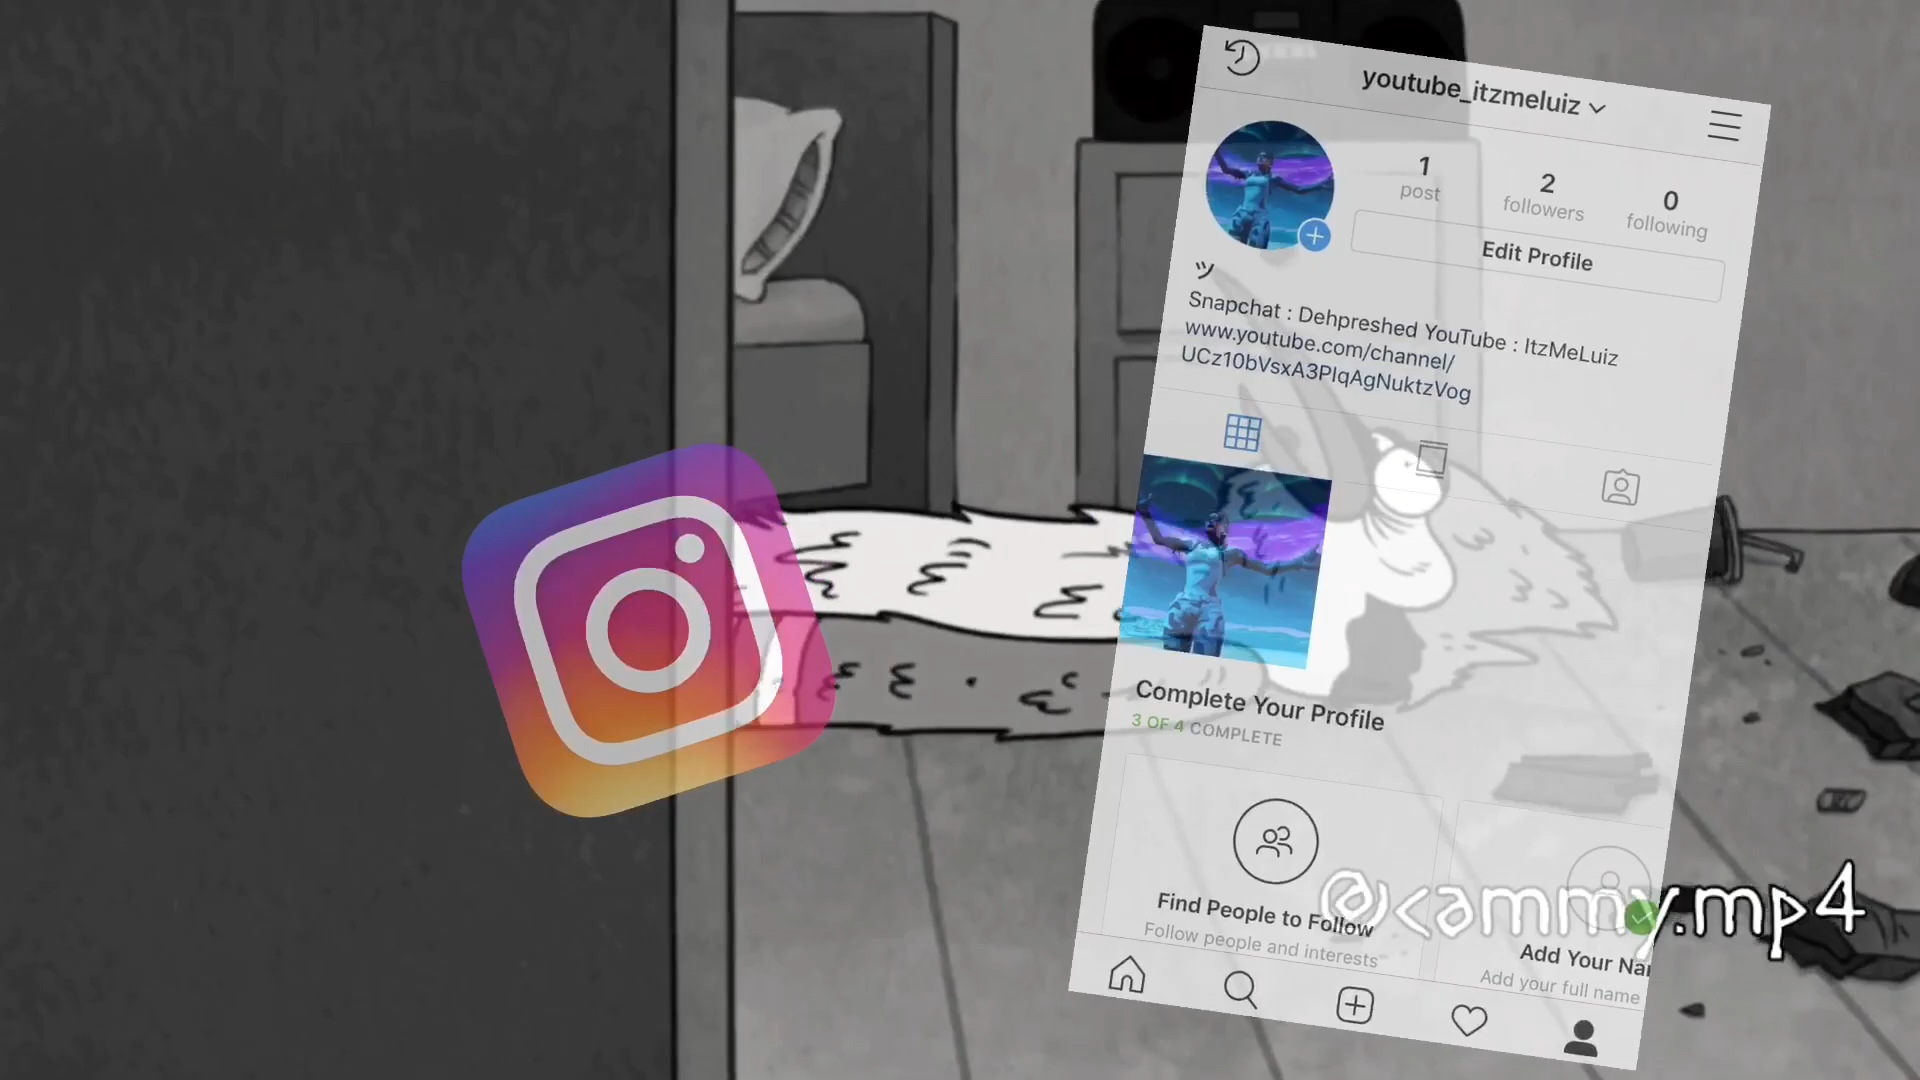 youtube_itzmeluiz
1
post
2
followers
0
following
Edit Profile
ツ
Snapchat : Dehpreshed YouTube : ItzMeLuiz
www.youtube.com/channel/
UCz10bVsxA3PIqAgNuktzVog
Complete Your Profile
3 OF 4 COMPLETE
Find People to Follow
Follow people and interests
Add Your Nar
Add your full name
@cammy.mp4